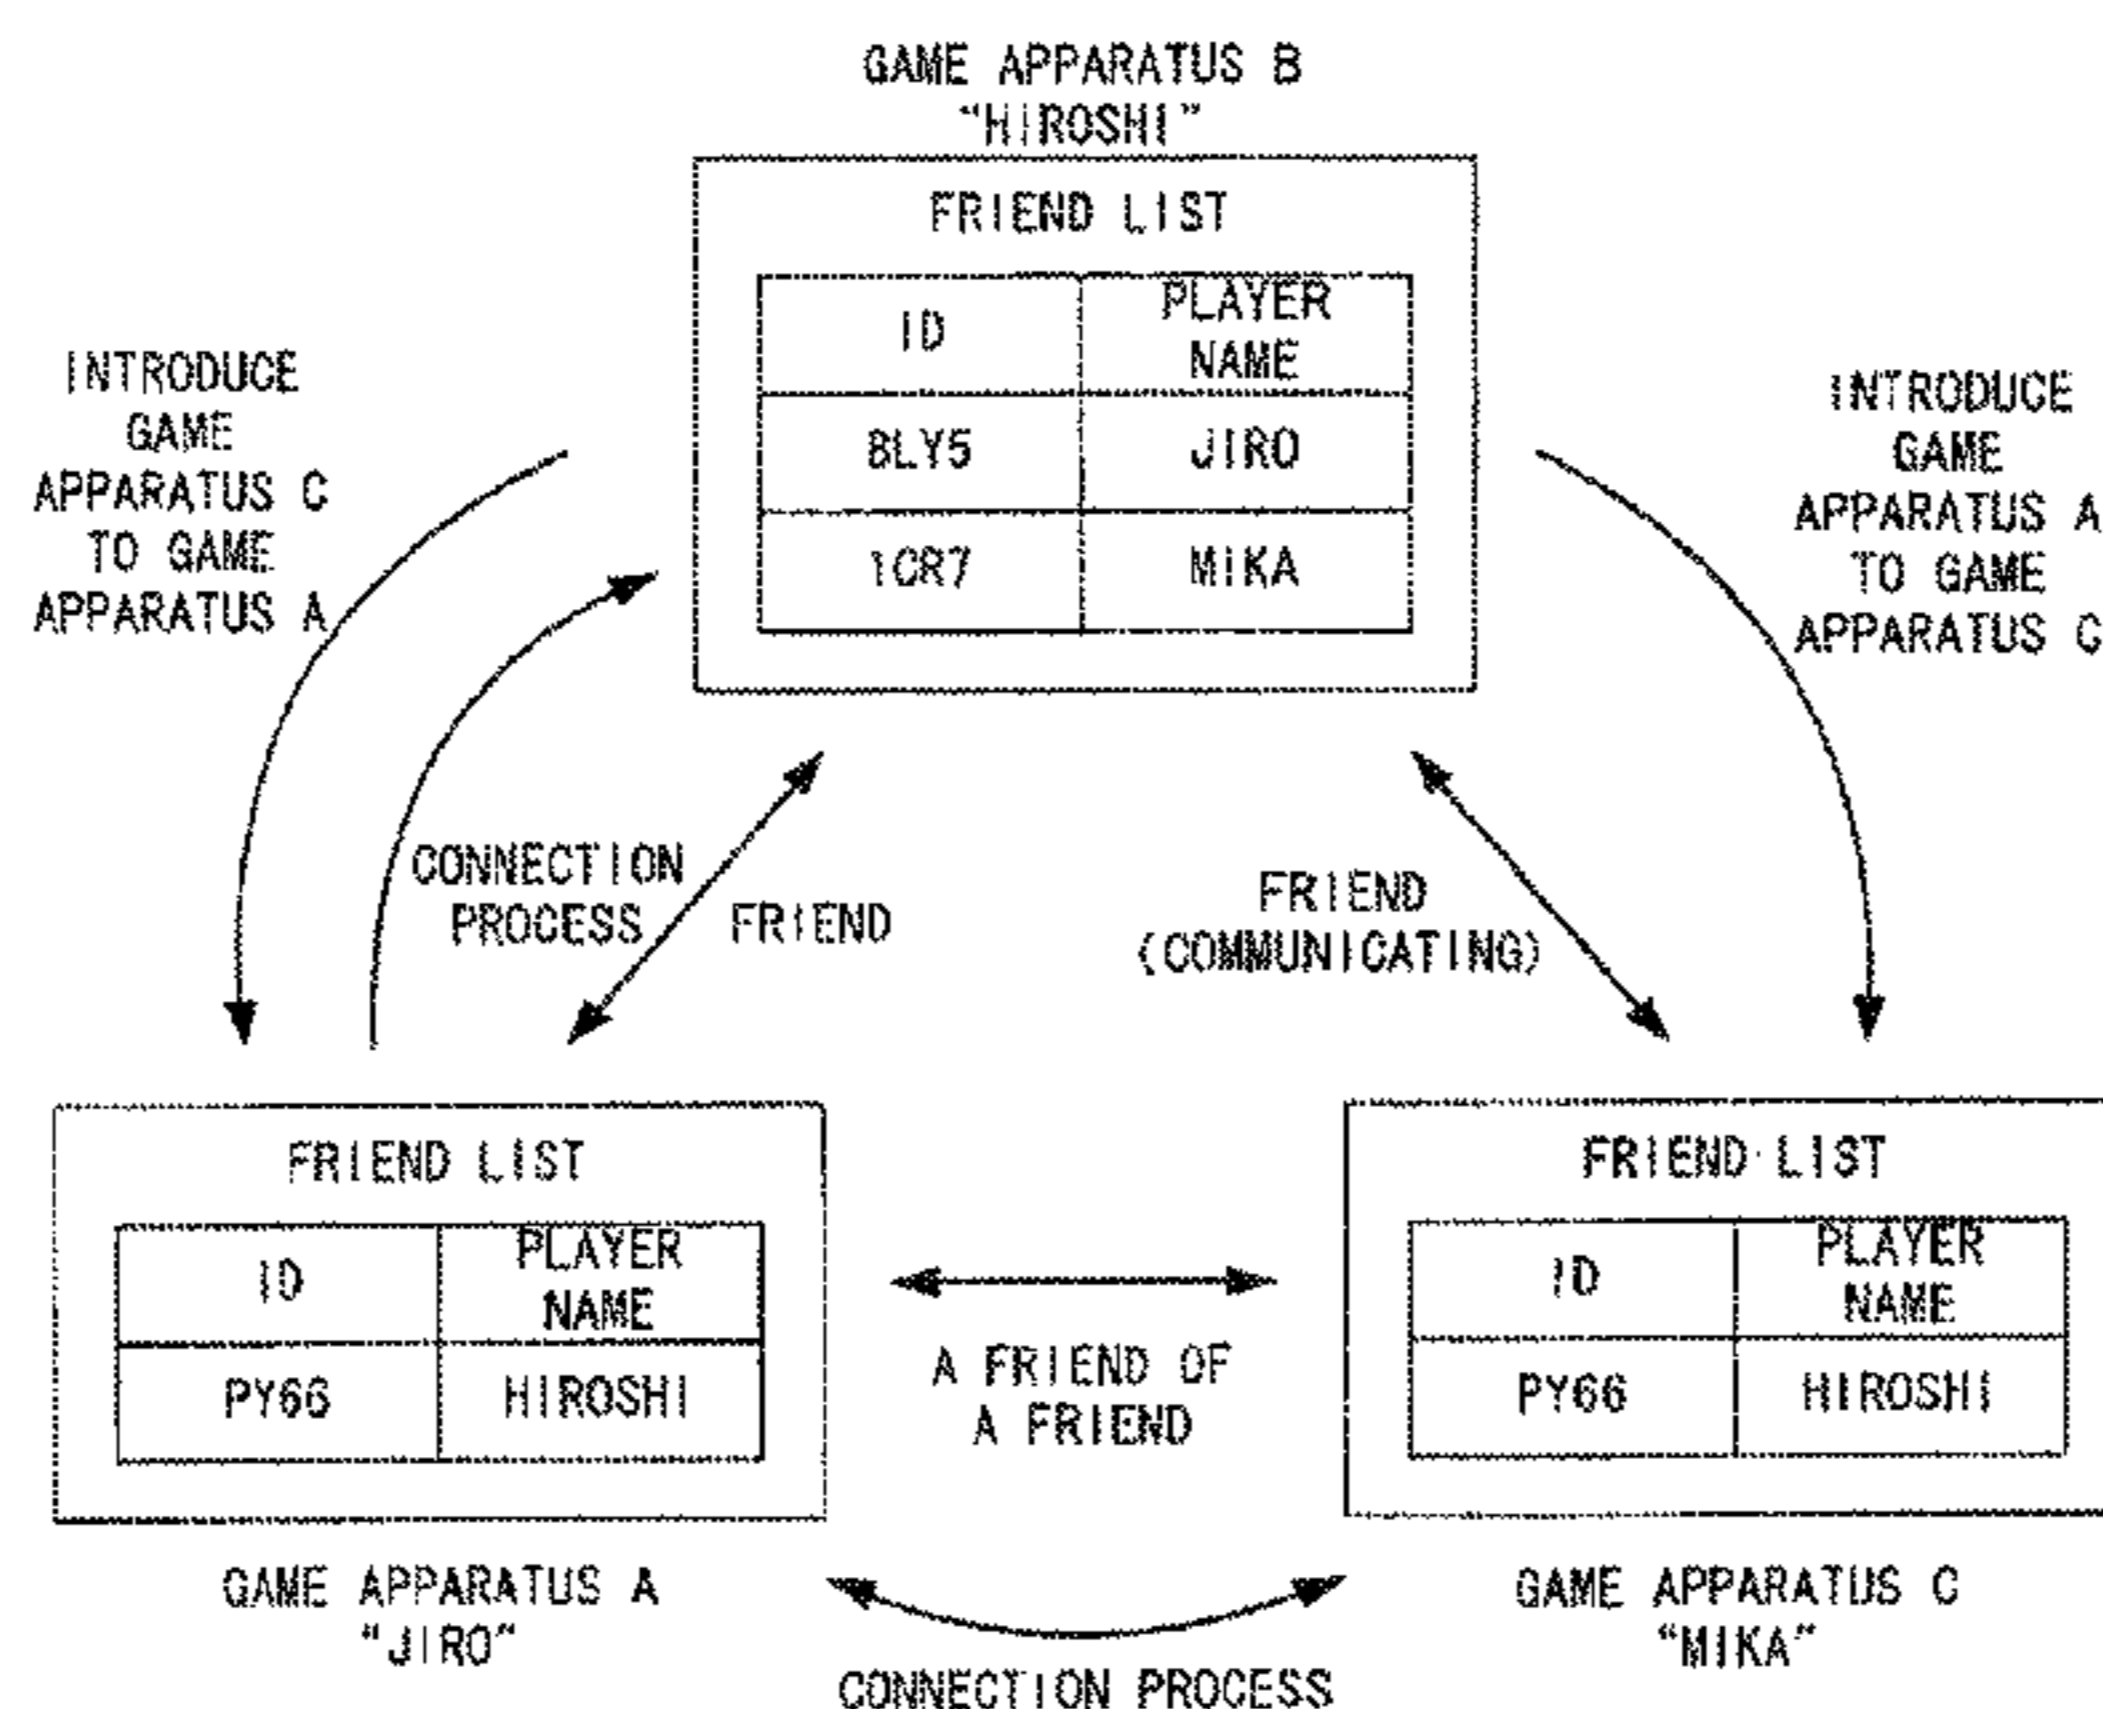 GAME APPARATUS B
"HIROSHI"
FRIEND LIST
ID
PLAYER
NAME
8LY5
JIRO
1CR7
MIKA
INTRODUCE
GAME
APPARATUS C
TO GAME
APPARATUS A
INTRODUCE
GAME
APPARATUS A
TO GAME
APPARATUS C
CONNECTION
PROCESS
FRIEND
FRIEND
(COMMUNICATING)
FRIEND LIST
ID
PLAYER
NAME
PY66
HIROSHI
A FRIEND OF
A FRIEND
FRIEND LIST
ID
PLAYER
NAME
PY66
HIROSHI
GAME APPARATUS A
"JIRO"
GAME APPARATUS C
"MIKA"
CONNECTION PROCESS